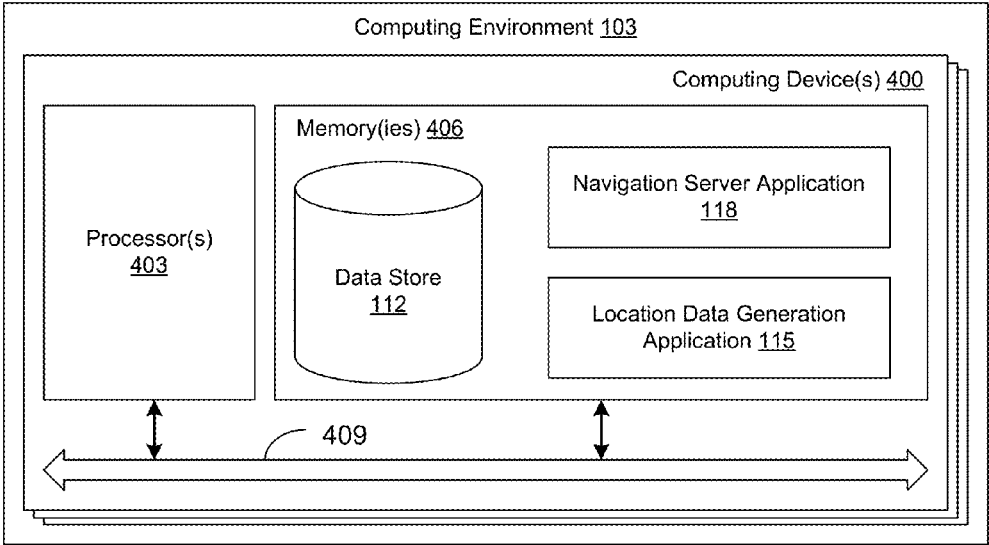 Computing Environment 103
Computing Device(s) 400
Processor(s)
403
Memory(ies) 406
Data Store
112
Navigation Server Application
118
Location Data Generation
Application 115
409